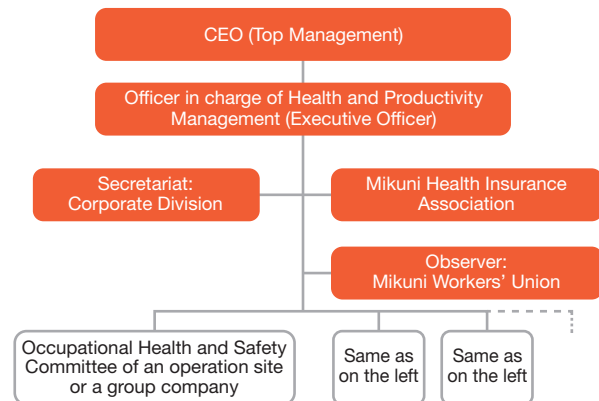 CEO (Top Management)
Officer in charge of Health and Productivity
Management (Executive Officer)
Secretariat:
Corporate Division
Mikuni Health Insurance
Association
Observer:
Mikuni Workers’ Union
Occupational Health and Safety
Committee of an operation site
or a group company
Same as
on the left
Same as
on the left